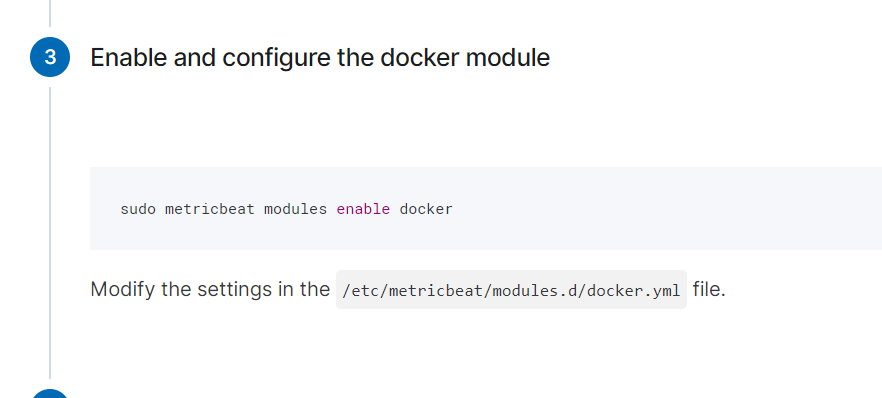 3 Enable and configure the docker module
sudo metricbeat modules enable docker
Modify the settings in the /etc/metricbeat/modules.d/docker.yml file.